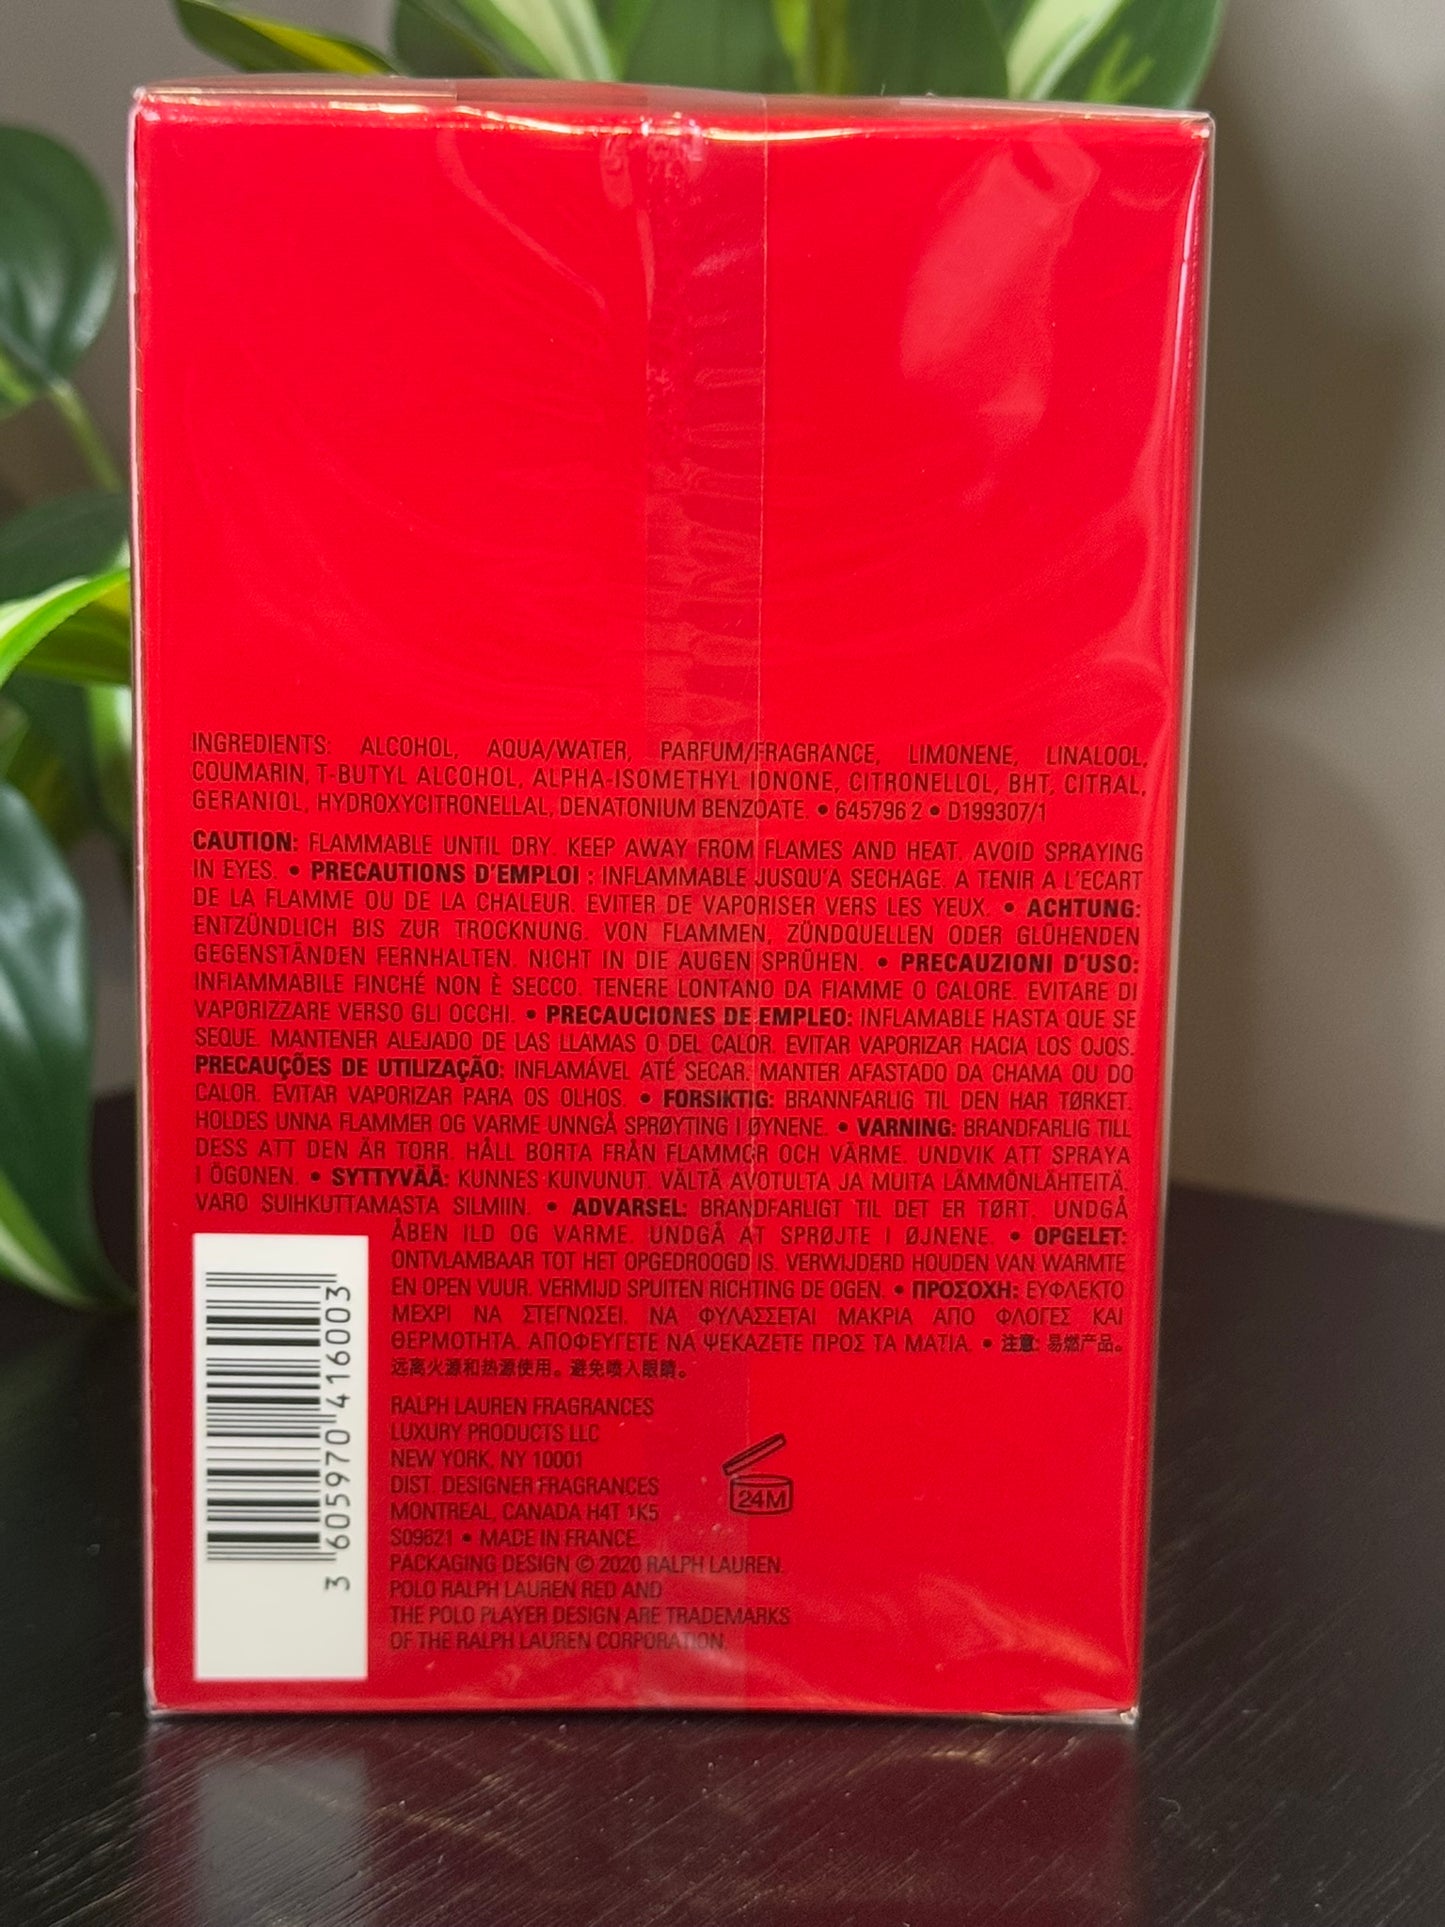 INGREDIENTS: ALCOHOL, AQUA/WATER, PARFUM/FRAGRANCE, LIMONENE, LINALOOL,
COUMARIN, T-BUTYL ALCOHOL, ALPHA-ISOMETHYL IONONE, CITRONELLOL, BHT, CITRAL,
GERANIOL, HYDROXYCITRONELLAL, DENATONIUM BENZOATE. • 645796 2 • D199307/1
CAUTION: FLAMMABLE UNTIL DRY. KEEP AWAY FROM FLAMES AND HEAT. AVOID SPRAYING
IN EYES. • PRECAUTIONS D'EMPLOI : INFLAMMABLE JUSQU'A SECHAGE. A TENIR A L'ECART
DE LA FLAMME OU DE LA CHALEUR. EVITER DE VAPORISER VERS LES YEUX. • ACHTUNG:
ENTZÜNDLICH BIS ZUR TROCKNUNG. VON FLAMMEN, ZÜNDQUELLEN ODER GLÜHENDEN
GEGENSTÄNDEN FERNHALTEN. NICHT IN DIE AUGEN SPRÜHEN. • PRECAUZIONI D'USO:
INFIAMMABILE FINCHÉ NON È SECCO. TENERE LONTANO DA FIAMME O CALORE. EVITARE DI
VAPORIZZARE VERSO GLI OCCHI. • PRECAUCIONES DE EMPLEO: INFLAMABLE HASTA QUE SE
SEQUE. MANTENER ALEJADO DE LAS LLAMAS O DEL CALOR. EVITAR VAPORIZAR HACIA LOS OJOS.
PRECAUÇÕES DE UTILIZAÇÃO: INFLAMÁVEL ATÉ SECAR. MANTER AFASTADO DA CHAMA OU DO
CALOR. EVITAR VAPORIZAR PARA OS OLHOS. • FORSIKTIG: BRANNFARLIG TIL DEN HAR TØRKET.
HOLDES UNNA FLAMMER OG VARME UNNGÅ SPRØYTING I ØYNENE. • VARNING: BRANDFARLIG TILL
DESS ATT DEN ÄR TORR. HÅLL BORTA FRÅN FLAMMOR OCH VÄRME. UNDVIK ATT SPRAYA
I ÖGONEN. • SYTTYVÄÄ: KUNNES KUIVUNUT. VÄLTÄ AVOTULTA JA MUITA LÄMMÖNLÄHTEITÄ.
VARO SUIHKUTTAMASTA SILMIIN. • ADVARSEL: BRANDFARLIGT TIL DET ER TØRT. UNDGÅ
ÅBEN ILD OG VARME. UNDGÅ AT SPRØJTE I ØJNENE. • OPGELET:
ONTVLAMBAAR TOT HET OPGEDROOGD IS. VERWIJDERD HOUDEN VAN WARMTE
EN OPEN VUUR. VERMIJD SPUITEN RICHTING DE OGEN. • ΠΡΟΣΟΧΗ: ΕΥΦΛΕΚΤΟ
ΜΕΧΡΙ ΝΑ ΣΤΕΓΝΩΣΕΙ. ΝΑ ΦΥΛΑΣΣΕΤΑΙ ΜΑΚΡΙΑ ΑΠΟ ΦΛΟΓΕΣ ΚΑΙ
ΘΕΡΜΟΤΗΤΑ. ΑΠΟΦΕΥΓΕΤΕ ΝΑ ΨΕΚΑΖΕΤΕ ΠΡΟΣ ΤΑ ΜΑΤΙΑ. • 注意: 易燃产品。
远离火源和热源使用。避免喷入眼睛。
RALPH LAUREN FRAGRANCES
LUXURY PRODUCTS LLC
NEW YORK, NY 10001
DIST. DESIGNER FRAGRANCES
MONTREAL, CANADA H4T 1K5
S09621 • MADE IN FRANCE.
PACKAGING DESIGN © 2020 RALPH LAUREN.
POLO RALPH LAUREN RED AND
THE POLO PLAYER DESIGN ARE TRADEMARKS
OF THE RALPH LAUREN CORPORATION.
24M
3 605970 416003